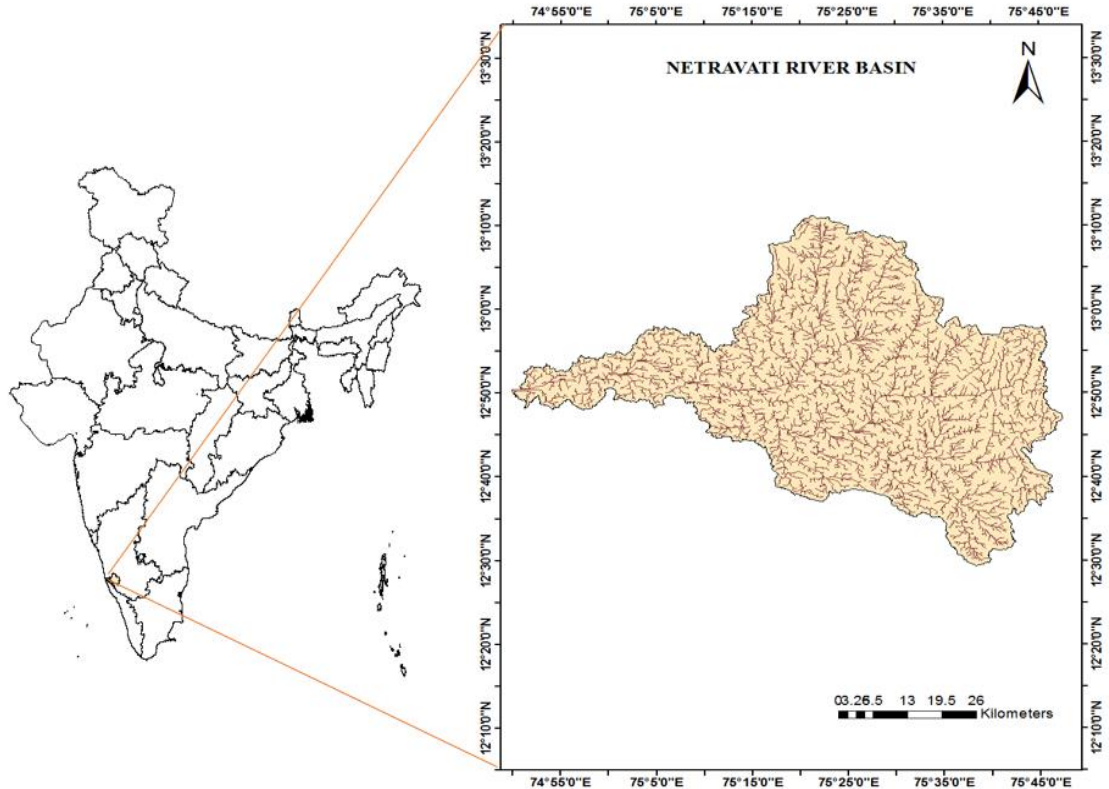 74°55'0"E 75°5'0"E 75°15'0"E 75°25'0"E 75°35'0"E 75°45'0"E
NETRAVATI RIVER BASIN
N
13°30'0"N 13°30'0"N
13°20'0"N 13°20'0"N
13°10'0"N 13°10'0"N
13°0'0"N 13°0'0"N
12°50'0"N 12°50'0"N
12°40'0"N 12°40'0"N
12°30'0"N 12°30'0"N
12°20'0"N 12°20'0"N
12°10'0"N 12°10'0"N
03.26.5 13 19.5 26
Kilometers
74°55'0"E 75°5'0"E 75°15'0"E 75°25'0"E 75°35'0"E 75°45'0"E